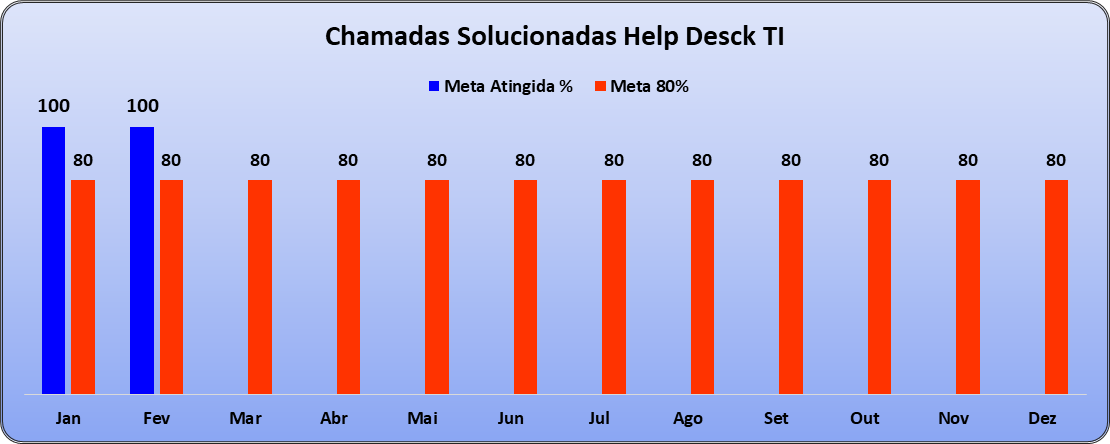 Chamadas Solucionadas Help Desck TI
Meta Atingida % Meta 80%
100 100
80 80 80 80 80 80 80 80 80 80 80 80
Jan Fev Mar Abr Mai Jun Jul Ago Set Out Nov Dez